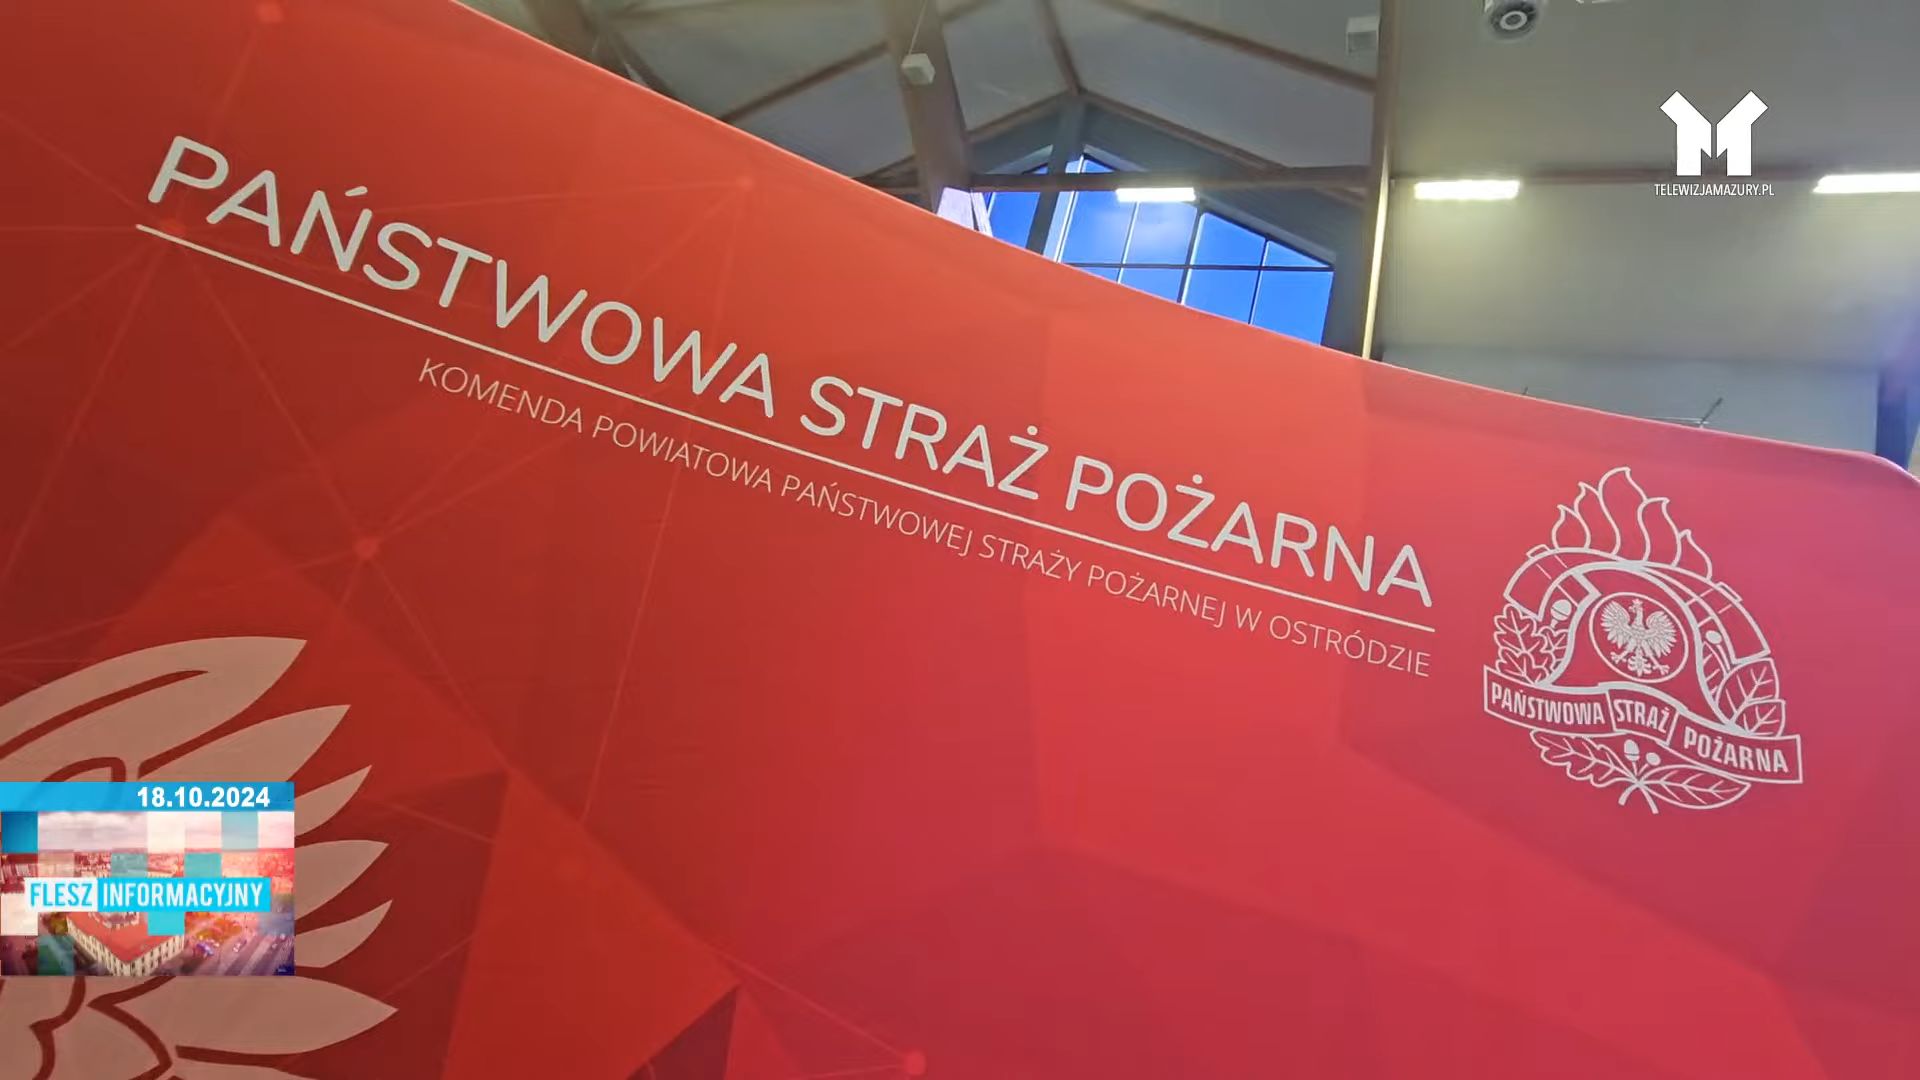 TELEWIZJAMAZURY.PL
PAŃSTWOWA STRAŻ POŻARNA
KOMENDA POWIATOWA PAŃSTWOWEJ STRAŻY POŻARNEJ W OSTRÓDZIE
PAŃSTWOWA STRAŻ POŻARNA
18.10.2024
FLESZ INFORMACYJNY